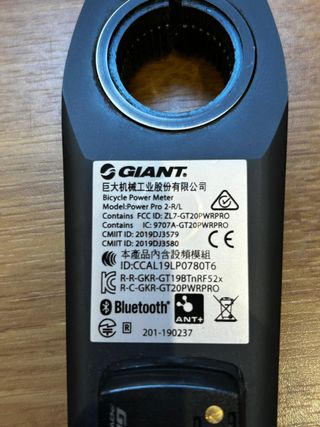 GIANT.
巨大机械工业股份有限公司
Bicycle Power Meter
Model:Power Pro 2-R/L
Contains FCC ID: ZL7-GT20PWRPRO
Contains IC: 9707A-GT20PWRPRO
CMIIT ID: 2019DJ3579
CMIIT ID: 2019DJ3580
本產品內含設頻模組
ID:CCAL19LP0780T6
R-R-GKR-GT19BTnRF52x
R-C-GKR-GT20PWRPRO
Bluetooth®
ANT+
R 201-190237